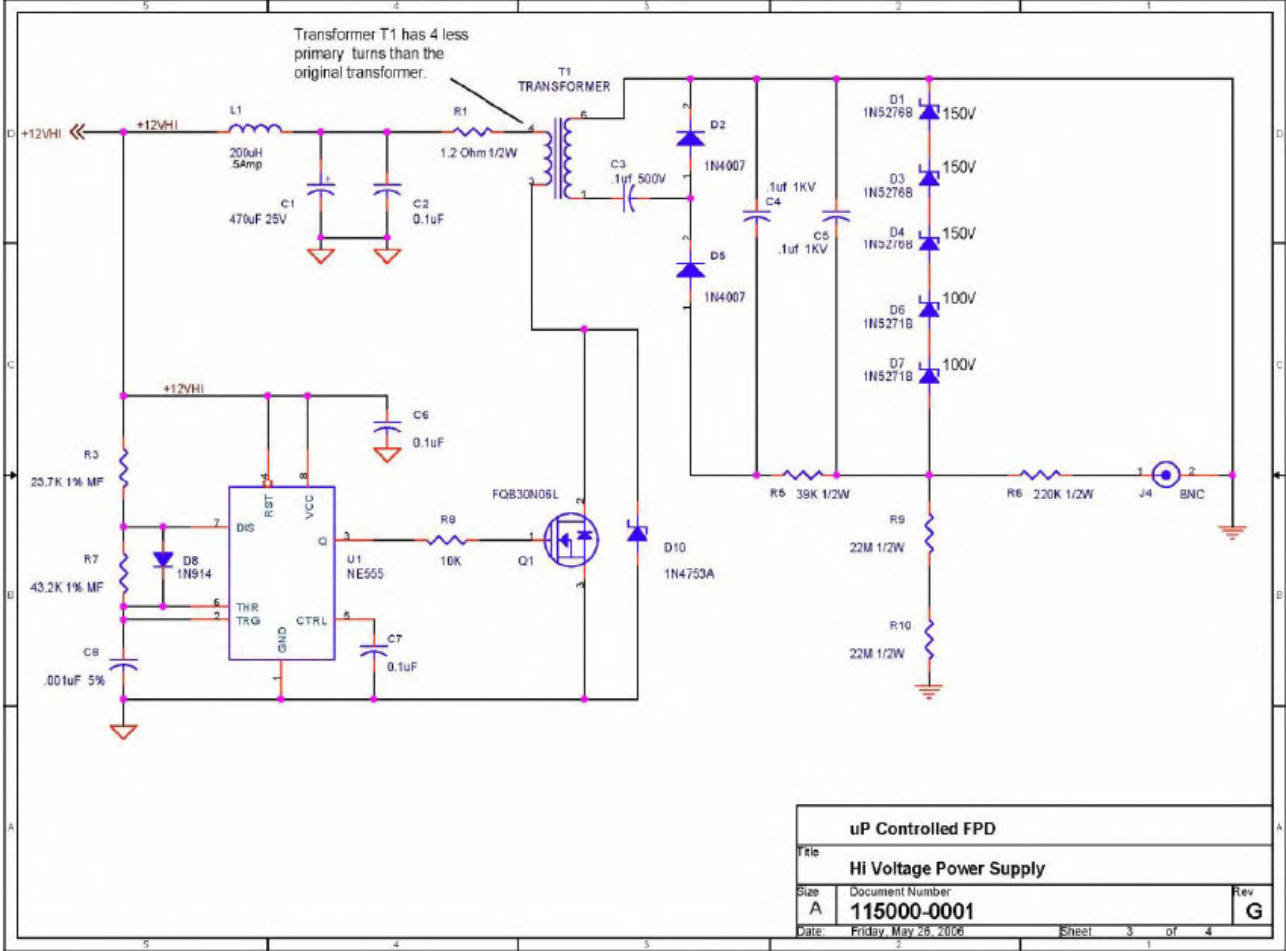 5 4 3 2 1
Transformer T1 has 4 less
primary turns than the
original transformer.
T1
TRANSFORMER
D
+12VHI
+12VHI
L1
200uH
.5Amp
R1
1.2 Ohm 1/2W
4
3
6
1
C1
470uF 25V
C2
0.1uF
C3
.1uf 500V
2
D2
1N4007
1
2
D5
1N4007
1
.1uf 1KV
C4
C5
.1uf 1KV
D1
1N5276B
150V
D3
1N5276B
150V
D4
1N5276B
150V
D6
1N5271B
100V
D7
1N5271B
100V
D
C
+12VHI
C6
0.1uF
C
R3
23.7K 1% MF
4
RST
8
VCC
7
DIS
Q
3
U1
NE555
6
THR
2
TRG
CTRL
5
GND
1
R7
43.2K 1% MF
D8
1N914
R8
10K
FQB30N06L
1
2
3
Q1
D10
1N4753A
C7
0.1uF
C8
.001uF 5%
R5 39K 1/2W
R6 220K 1/2W
1
2
J4 BNC
R9
22M 1/2W
R10
22M 1/2W
B
B
A
A
uP Controlled FPD
Title
Hi Voltage Power Supply
Size
A
Document Number
115000-0001
Rev
G
Date: Friday, May 26, 2006 Sheet 3 of 4
5 4 3 2 1